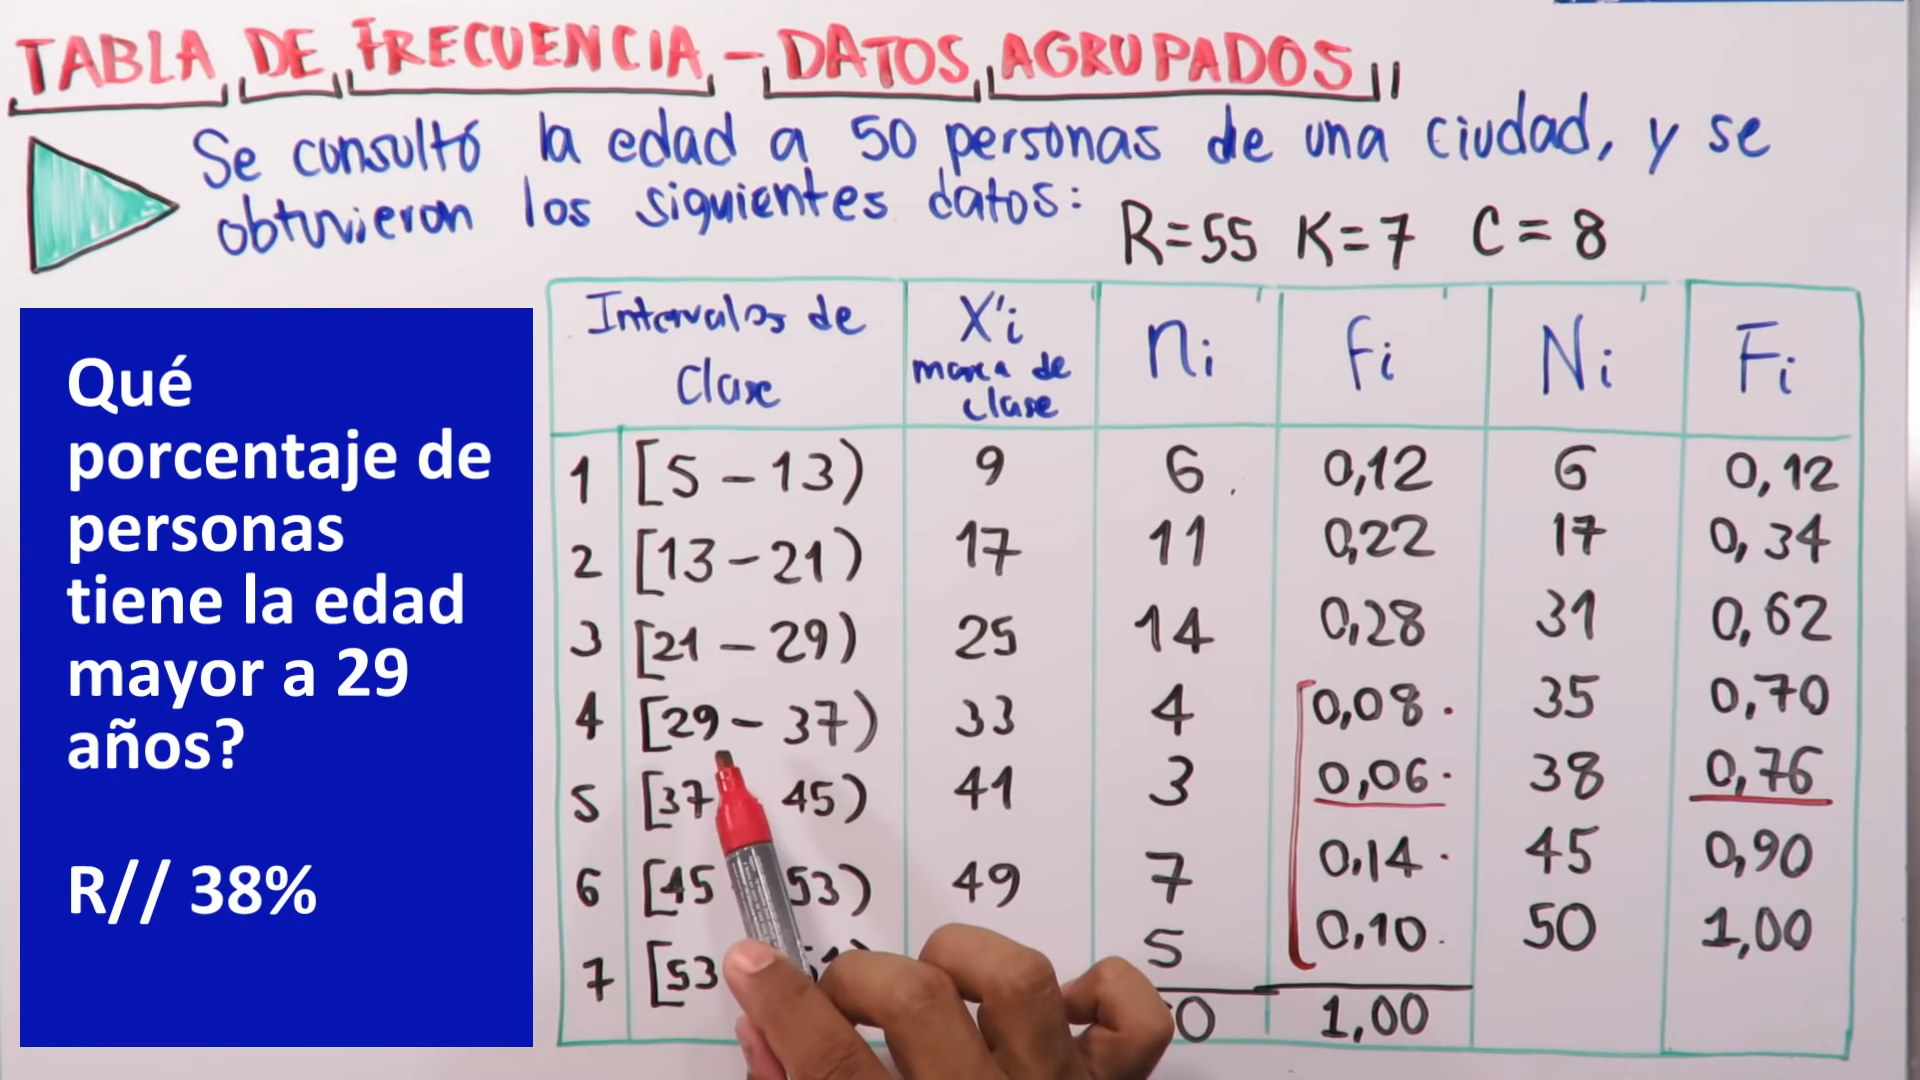 TABLA DE FRECUENCIA - DATOS AGRUPADOS
Se consultó la edad a 50 personas de una ciudad, y se
obtuvieron los siguientes datos:
R=55 K=7 C=8
Qué
porcentaje de
personas
tiene la edad
mayor a 29
años?
R// 38%
Intervalos de Clase X'i marca de clase ni fi Ni Fi
1 [5-13) 9 6 0,12 6 0,12
2 [13-21) 17 11 0,22 17 0,34
3 [21-29) 25 14 0,28 31 0,62
4 [29-37) 33 4 0,08 35 0,70
5 [37 45) 41 3 0,06 38 0,76
6 [45 53) 49 7 0,14 45 0,90
7 [53 5 0,10 50 1,00
1,00